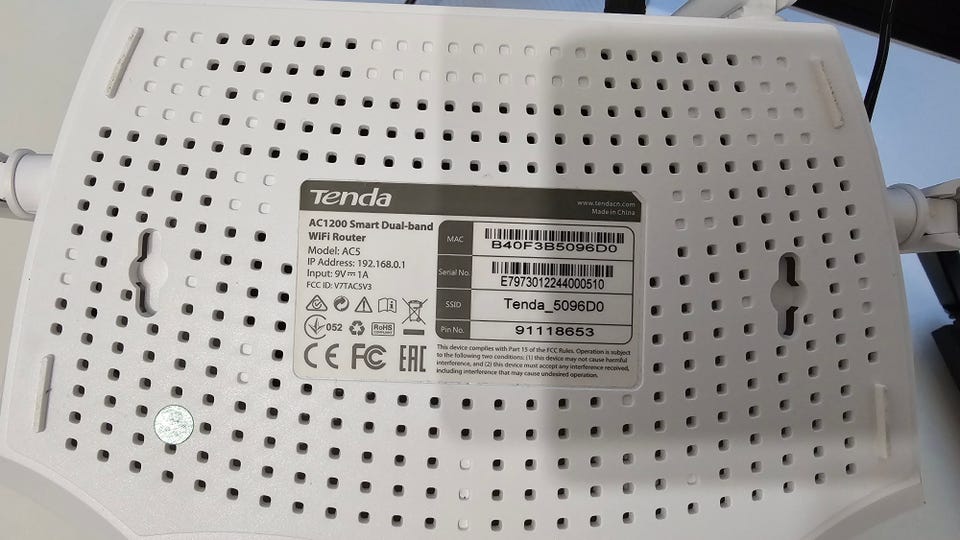 Tenda
www.tendacn.com
Made in China
AC1200 Smart Dual-band
WiFi Router
Model: AC5
IP Address: 192.168.0.1
Input: 9V⎓1A
FCC ID: V7TAC5V3
052
RoHS
COMPLIANT
CE FC EAC
MAC
B40F3B5096D0
Serial No.
E7973012244000510
SSID
Tenda_5096D0
Pin No.
91118653
This device complies with Part 15 of the FCC Rules. Operation is subject
to the following two conditions: (1) this device may not cause harmful
interference, and (2) this device must accept any interference received,
including interference that may cause undesired operation.